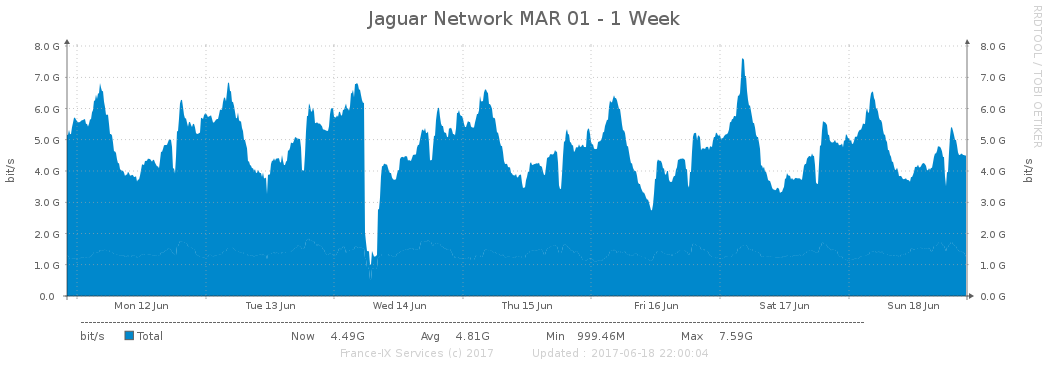 Jaguar Network MAR 01 - 1 Week
RRDTOOL / TOBI OETIKER
8.0 G 8.0 G
7.0 G 7.0 G
6.0 G 6.0 G
5.0 G 5.0 G
4.0 G 4.0 G
3.0 G 3.0 G
2.0 G 2.0 G
1.0 G 1.0 G
0.0 0.0 G
bit/s
bit/s
Mon 12 Jun Tue 13 Jun Wed 14 Jun Thu 15 Jun Fri 16 Jun Sat 17 Jun Sun 18 Jun
bit/s Total Now 4.49G Avg 4.81G Min 999.46M Max 7.59G
France-IX Services (c) 2017 Updated : 2017-06-18 22:00:04